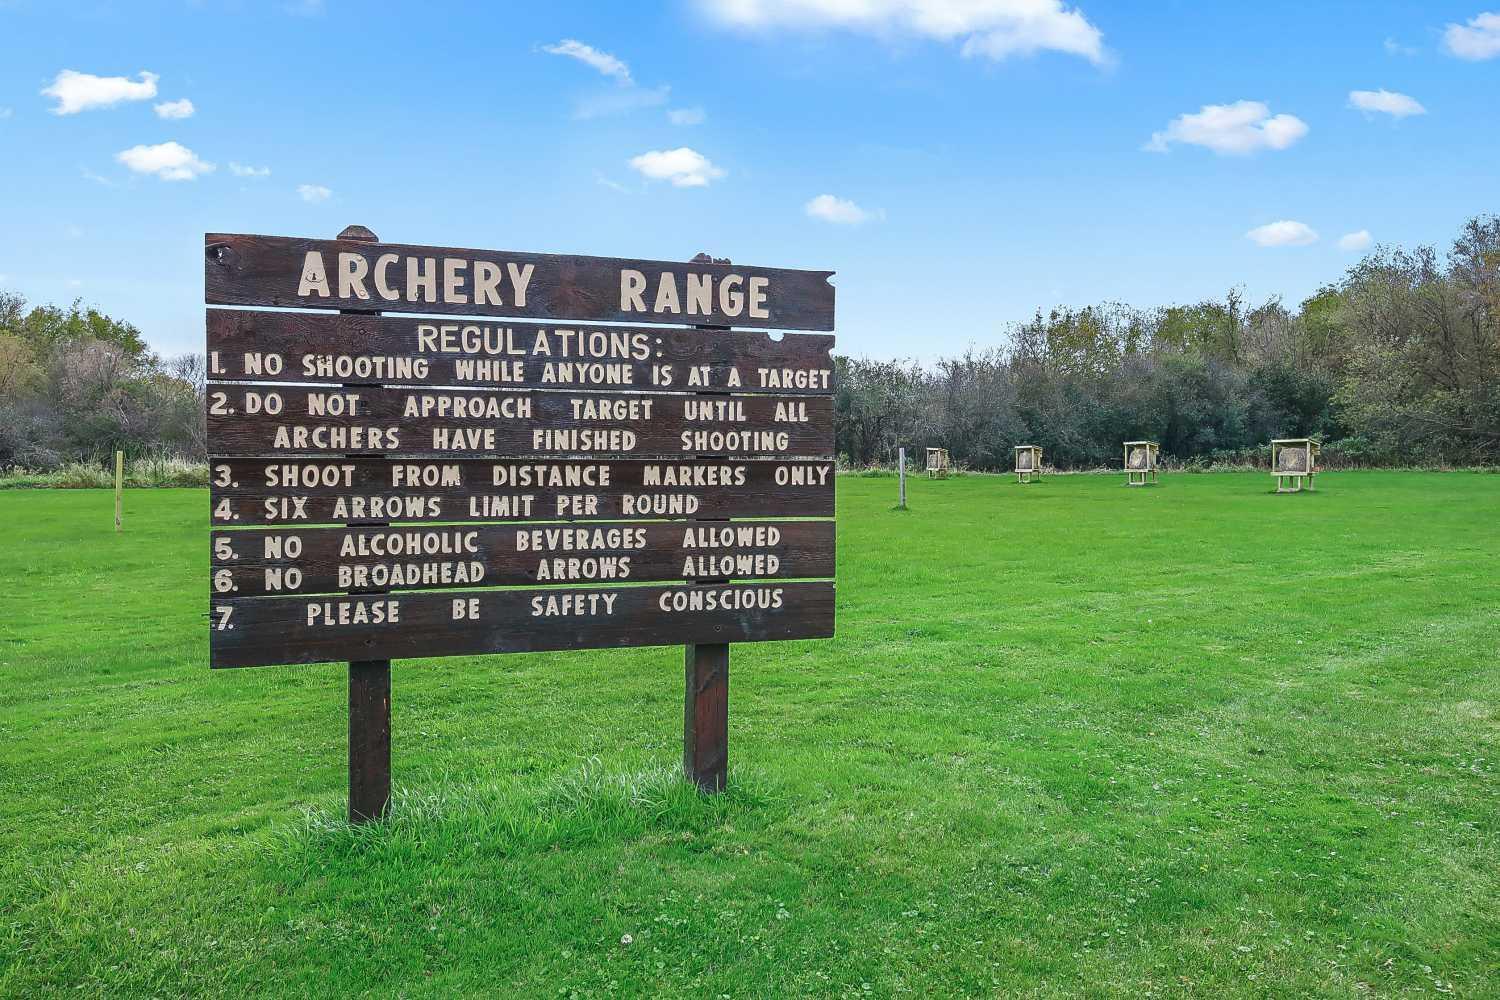 ARCHERY RANGE
REGULATIONS:
1. NO SHOOTING WHILE ANYONE IS AT A TARGET
2. DO NOT APPROACH TARGET UNTIL ALL
ARCHERS HAVE FINISHED SHOOTING
3. SHOOT FROM DISTANCE MARKERS ONLY
4. SIX ARROWS LIMIT PER ROUND
5. NO ALCOHOLIC BEVERAGES ALLOWED
6. NO BROADHEAD ARROWS ALLOWED
7. PLEASE BE SAFETY CONSCIOUS